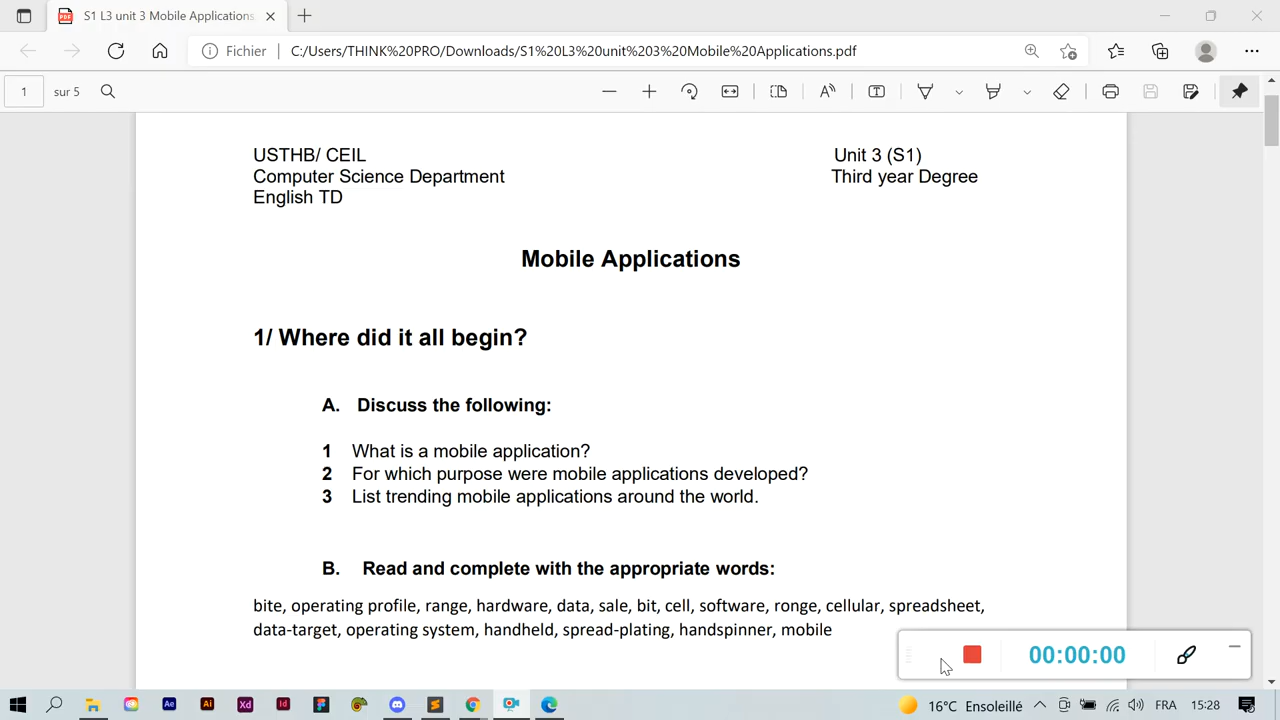 S1 L3 unit 3 Mobile Applications
Fichier C:/Users/THINK%20PRO/Downloads/S1%20L3%20unit%203%20Mobile%20Applications.pdf
1 sur 5
USTHB/ CEIL Unit 3 (S1)
Computer Science Department Third year Degree
English TD
Mobile Applications
1/ Where did it all begin?
A. Discuss the following:
1 What is a mobile application?
2 For which purpose were mobile applications developed?
3 List trending mobile applications around the world.
B. Read and complete with the appropriate words:
bite, operating profile, range, hardware, data, sale, bit, cell, software, ronge, cellular, spreadsheet,
data-target, operating system, handheld, spread-plating, handspinner, mobile
00:00:00
Ae Ai Xd Id 16°C Ensoleillé FRA 15:28